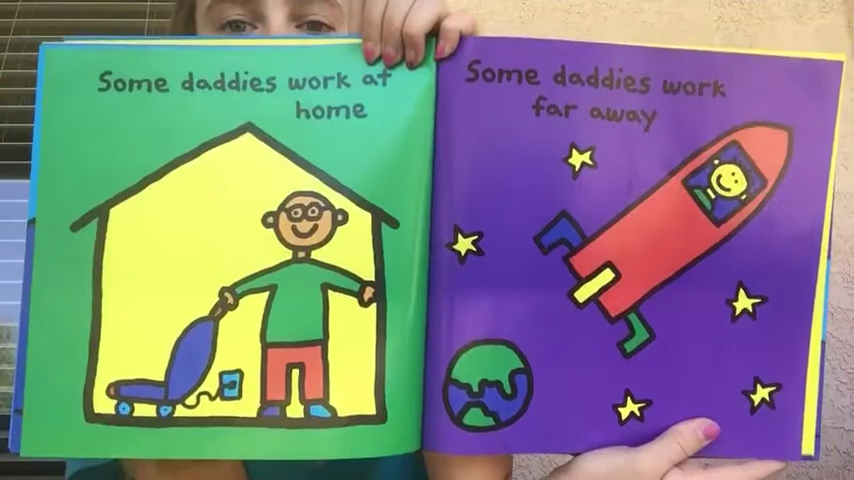 Some daddies work at
home
Some daddies work
far away